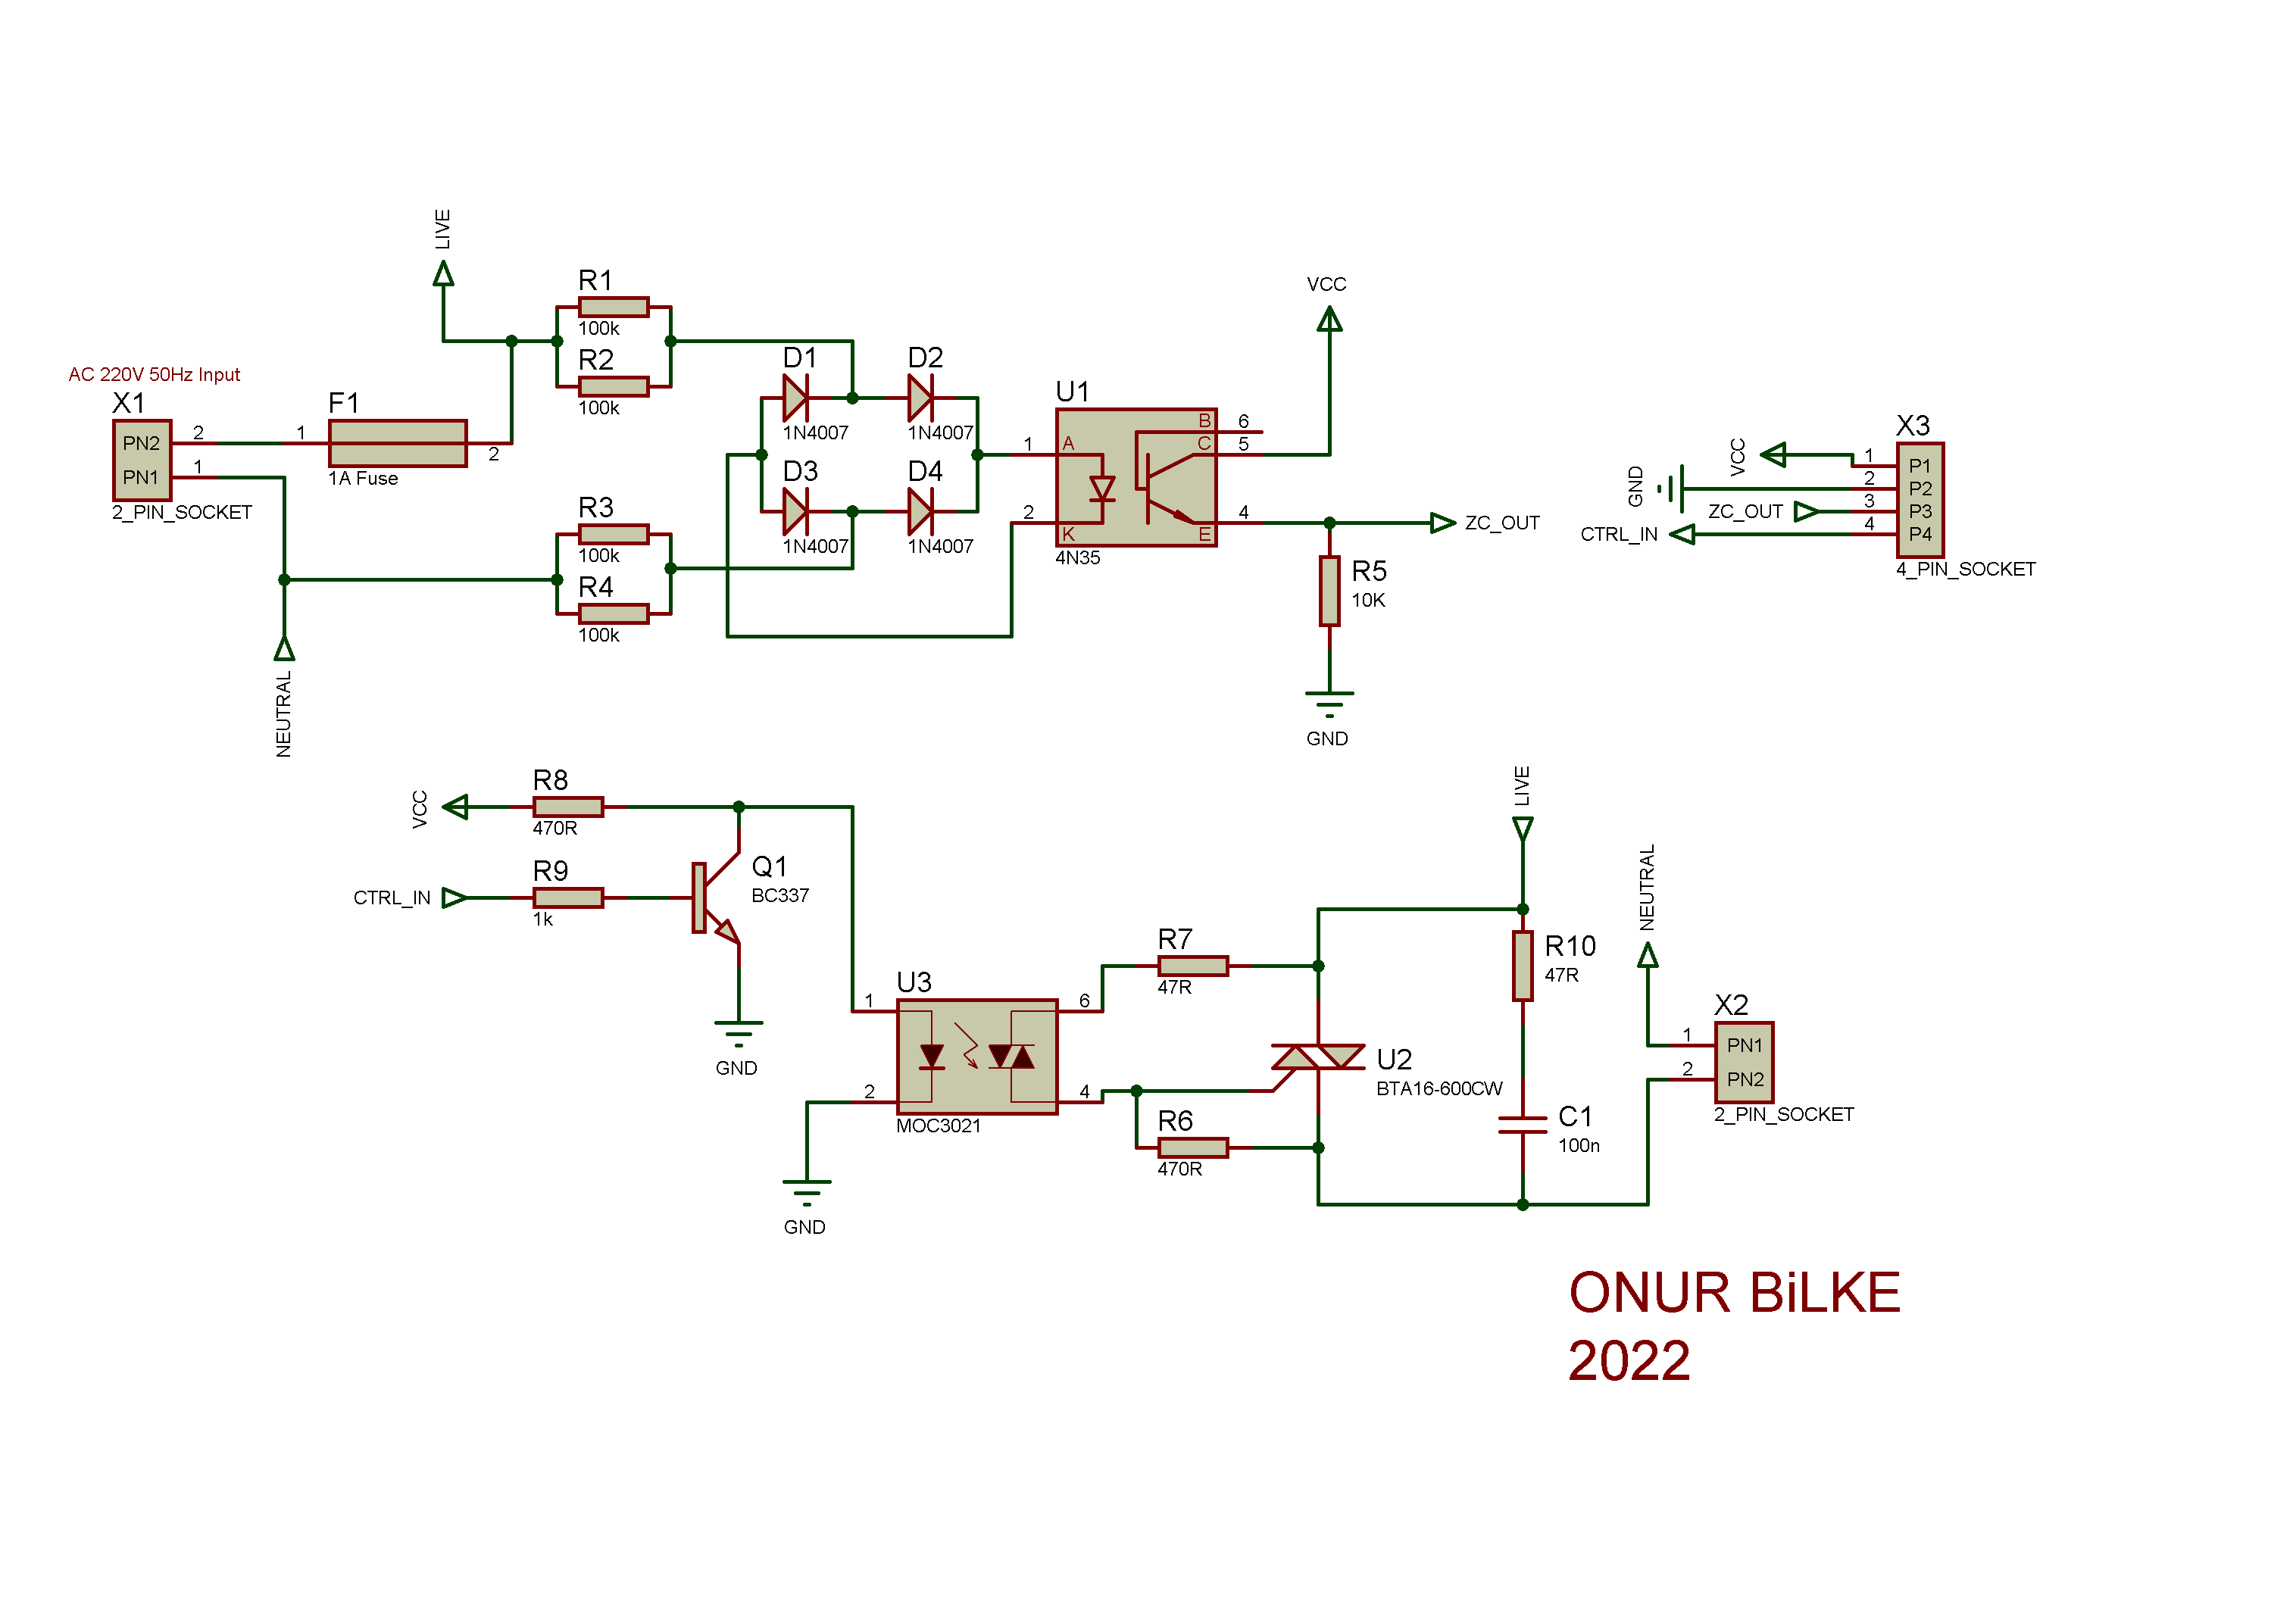 LIVE
R1
100k
R2
100k
AC 220V 50Hz Input
X1
PN2
PN1
2
1
2_PIN_SOCKET
F1
1
2
1A Fuse
R3
100k
R4
100k
NEUTRAL
D1
1N4007
D2
1N4007
D3
1N4007
D4
1N4007
U1
1
2
A
K
B
C
E
6
5
4
4N35
VCC
ZC_OUT
R5
10K
GND
X3
VCC
GND
ZC_OUT
CTRL_IN
1
2
3
4
P1
P2
P3
P4
4_PIN_SOCKET
VCC
R8
470R
CTRL_IN
R9
1k
Q1
BC337
GND
U3
1
2
6
4
MOC3021
GND
R7
47R
R6
470R
U2
BTA16-600CW
LIVE
R10
47R
C1
100n
NEUTRAL
X2
1
2
PN1
PN2
2_PIN_SOCKET
ONUR BiLKE
2022